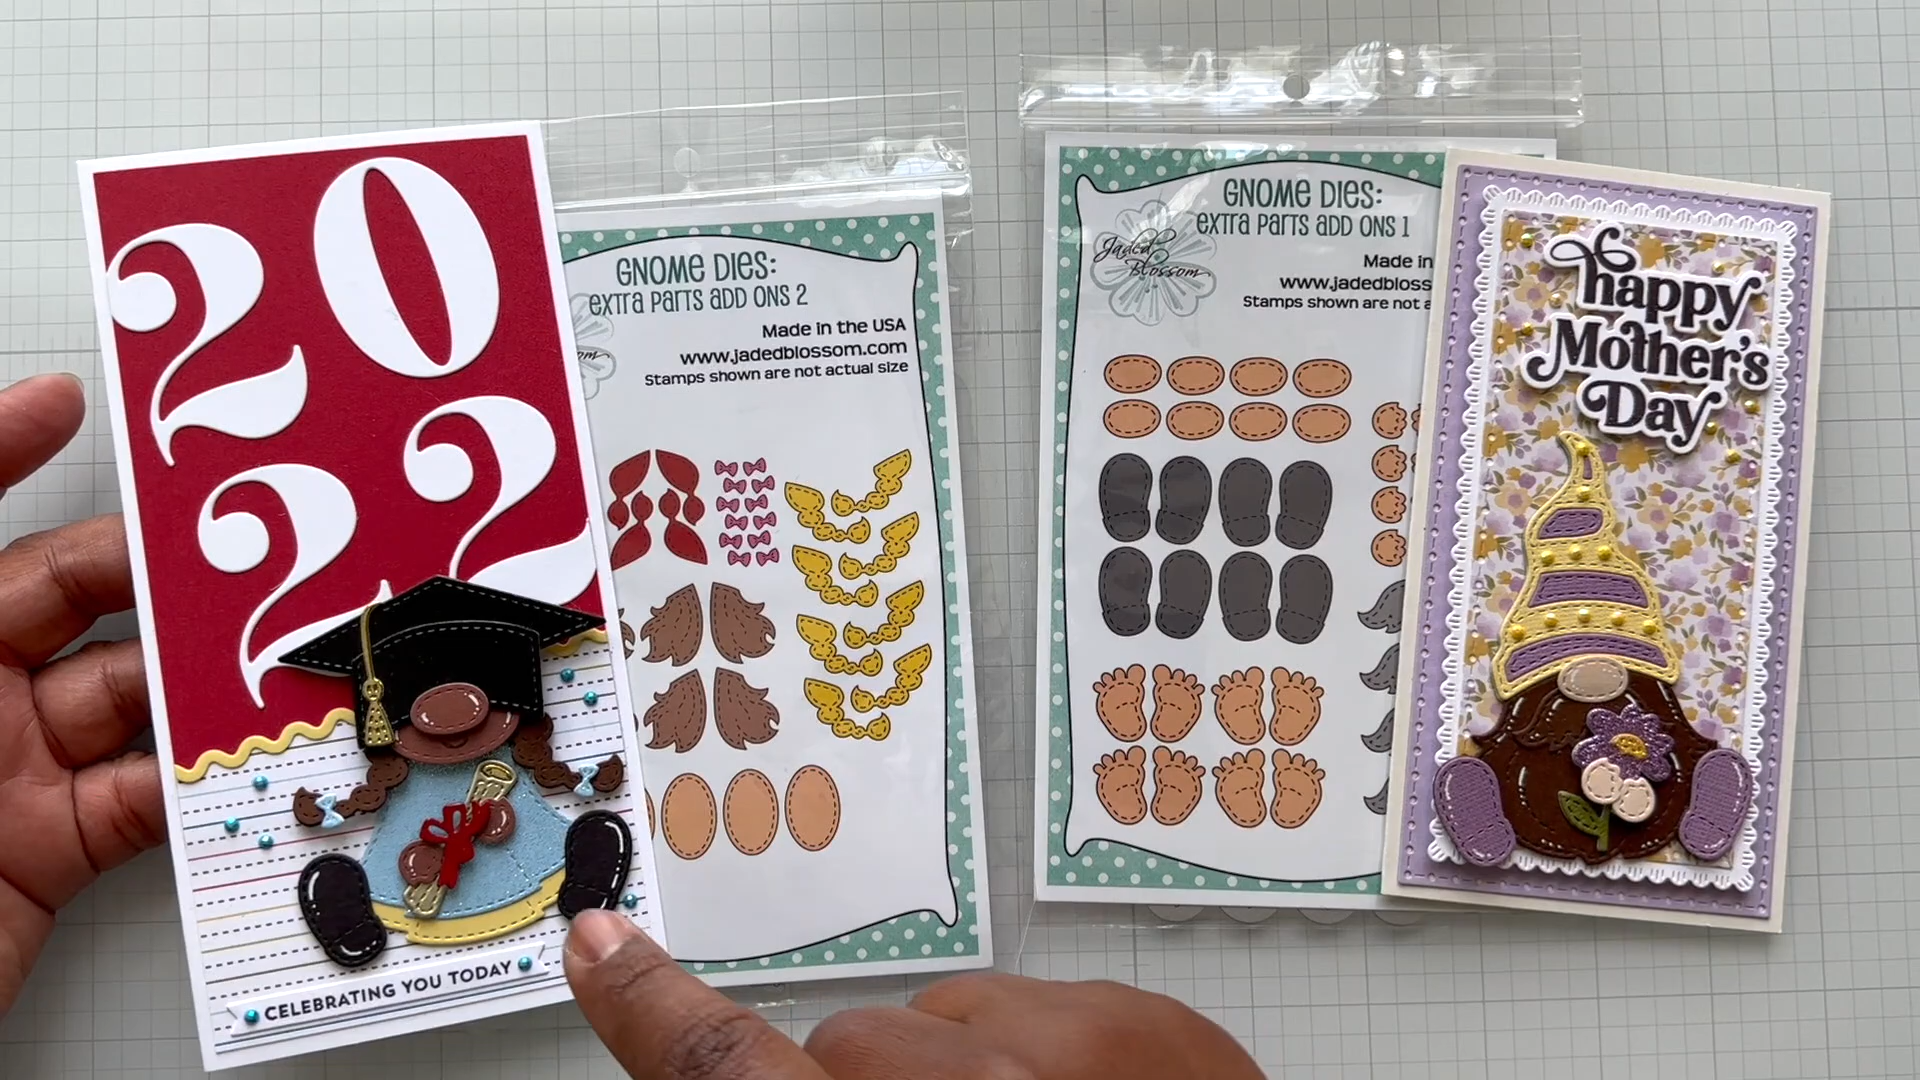 20
22
CELEBRATING YOU TODAY
GNOME DIES:
extra parts add ons 2
Made in the USA
www.jadedblossom.com
Stamps shown are not actual size
GNOME DIES:
extra parts add ons 1
Jaded
Blossom
Made in
www.jadedbloss
Stamps shown are not a
happy
Mother's
Day